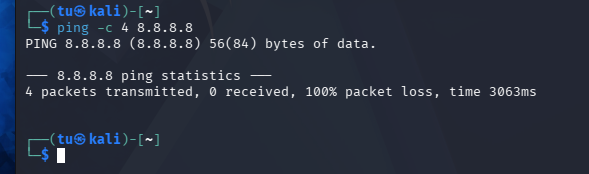 ┌──(tu㉿kali)-[~]
└─$ ping -c 4 8.8.8.8
PING 8.8.8.8 (8.8.8.8) 56(84) bytes of data.

--- 8.8.8.8 ping statistics ---
4 packets transmitted, 0 received, 100% packet loss, time 3063ms

┌──(tu㉿kali)-[~]
└─$